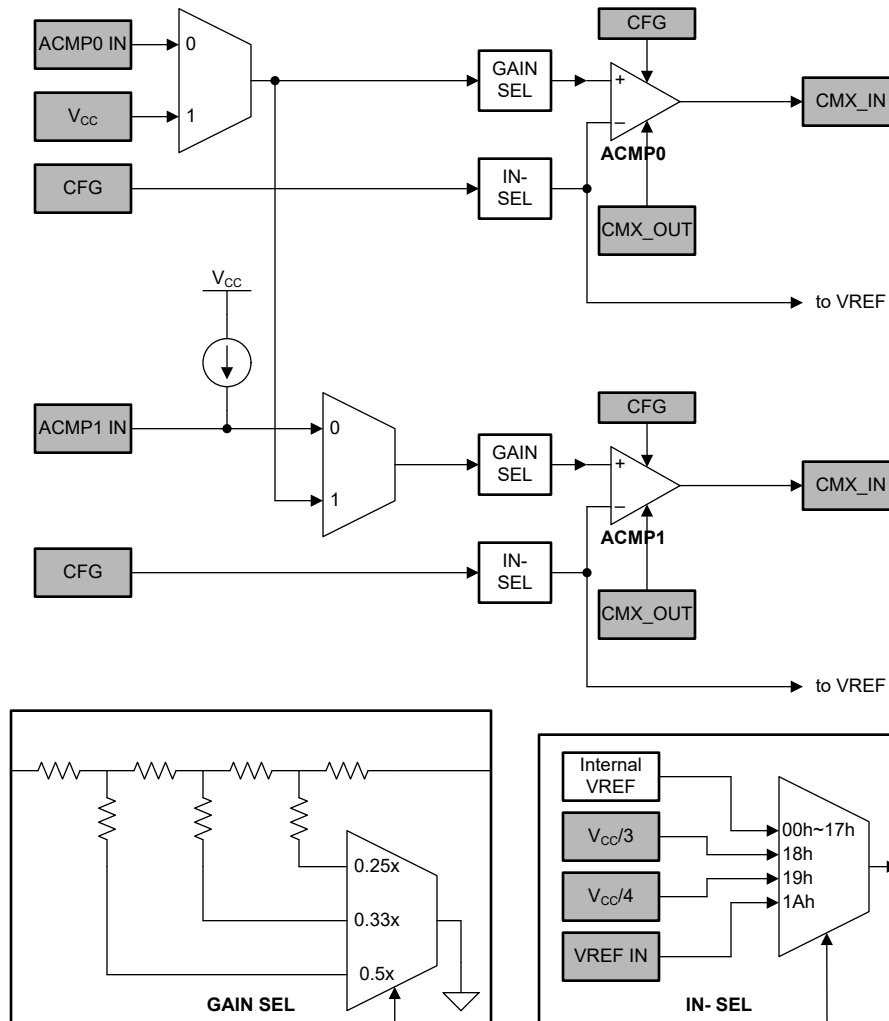 ACMP0 IN
0
V_CC
1
CFG
GAIN
SEL
IN-
SEL
CFG
+
–
ACMP0
CMX_OUT
CMX_IN
to VREF
V_CC
ACMP1 IN
0
1
CFG
GAIN
SEL
IN-
SEL
CFG
+
–
ACMP1
CMX_OUT
CMX_IN
to VREF
0.25x
0.33x
0.5x
GAIN SEL
Internal
VREF
V_CC/3
V_CC/4
VREF IN
00h~17h
18h
19h
1Ah
IN- SEL